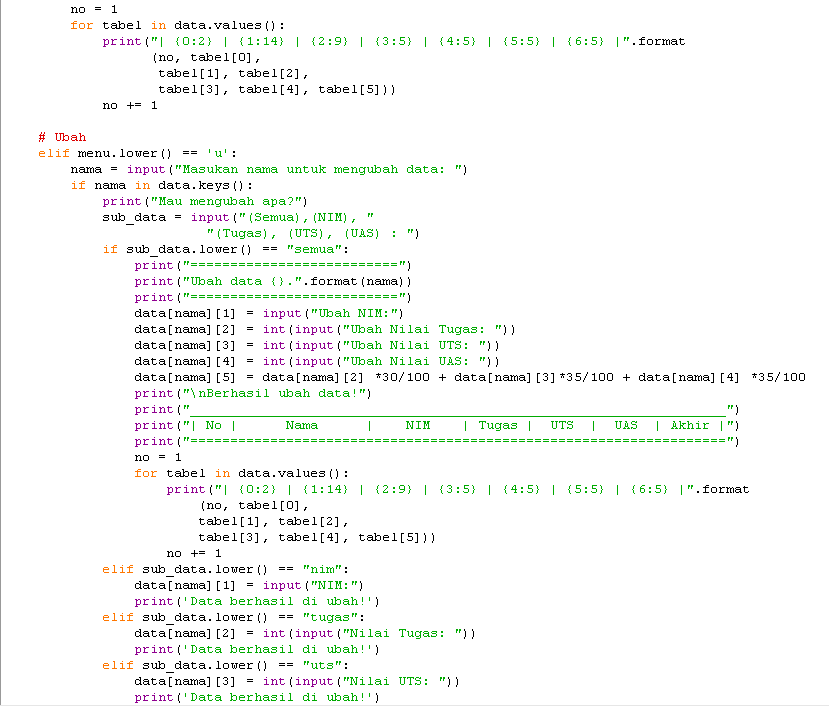 no = 1
for tabel in data.values():
print("| {0:2} | {1:14} | {2:9} | {3:5} | {4:5} | {5:5} | {6:5} |".format
(no, tabel[0],
tabel[1], tabel[2],
tabel[3], tabel[4], tabel[5]))
no += 1
# Ubah
elif menu.lower() == 'u':
nama = input("Masukan nama untuk mengubah data: ")
if nama in data.keys():
print("Mau mengubah apa?")
sub_data = input("(Semua),(NIM), "
"(Tugas), (UTS), (UAS) : ")
if sub_data.lower() == "semua":
print("==========================")
print("Ubah data {}.".format(nama))
print("==========================")
data[nama][1] = input("Ubah NIM:")
data[nama][2] = int(input("Ubah Nilai Tugas: "))
data[nama][3] = int(input("Ubah Nilai UTS: "))
data[nama][4] = int(input("Ubah Nilai UAS: "))
data[nama][5] = data[nama][2] *30/100 + data[nama][3]*35/100 + data[nama][4] *35/100
print("\nBerhasil ubah data!")
print("___________________________________________________________________")
print("| No |      Nama      |    NIM    | Tugas |  UTS  |  UAS  | Akhir |")
print("===================================================================")
no = 1
for tabel in data.values():
print("| {0:2} | {1:14} | {2:9} | {3:5} | {4:5} | {5:5} | {6:5} |".format
(no, tabel[0],
tabel[1], tabel[2],
tabel[3], tabel[4], tabel[5]))
no += 1
elif sub_data.lower() == "nim":
data[nama][1] = input("NIM:")
print('Data berhasil di ubah!')
elif sub_data.lower() == "tugas":
data[nama][2] = int(input("Nilai Tugas: "))
print('Data berhasil di ubah!')
elif sub_data.lower() == "uts":
data[nama][3] = int(input("Nilai UTS: "))
print('Data berhasil di ubah!')